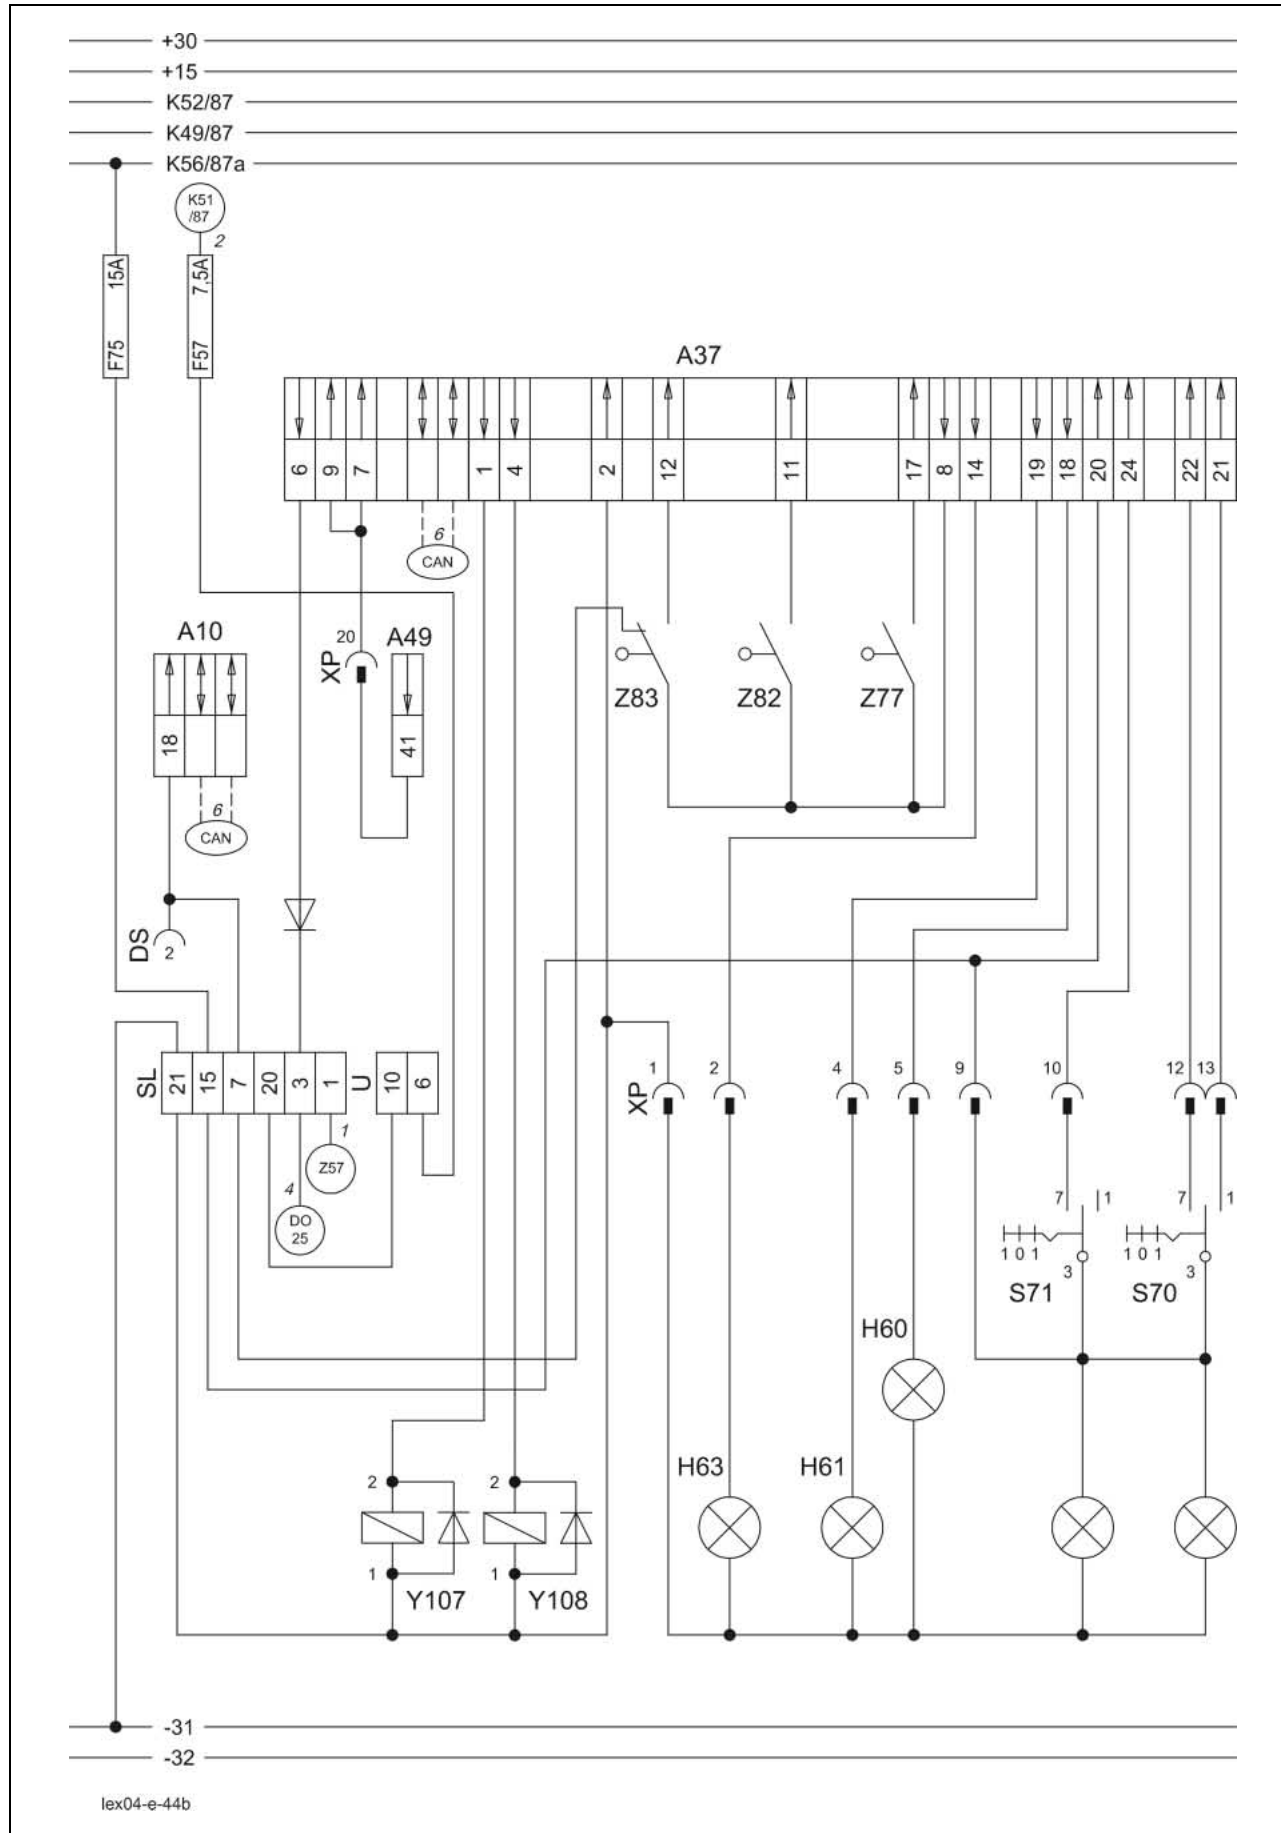 +30
+15
K52/87
K49/87
K56/87a
K51
/87
2
F75 15A
F57 7,5A
A37
6 9 7 1 4 2 12 11 17 8 14 19 18 20 24 22 21
6
CAN
A10
20
XP
A49
18
41
Z83
Z82
Z77
6
CAN
DS
2
SL
21 15 7 20 3 1
U
10 6
XP
1 2 4 5 9 10 12 13
1
Z57
4
DO
25
7 1
7 1
1 0 1
3
1 0 1
3
S71
S70
H60
H63
H61
2
2
1
1
Y107
Y108
-31
-32
lex04-e-44b